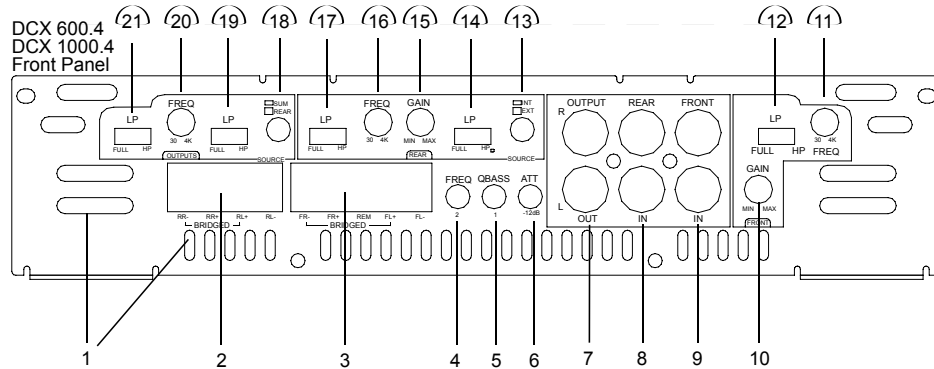 DCX 600.4
DCX 1000.4
Front Panel
21 20 19 18 17 16 15 14 13 12 11
LP
FULL HP
FREQ
30 4K
OUTPUTS
LP
FULL HP
SUM
REAR
SOURCE
LP
FULL HP
FREQ
30 4K
GAIN
MIN MAX
REAR
LP
FULL HP
INT
EXT
SOURCE
OUTPUT REAR FRONT
R
L
OUT IN IN
LP
FULL HP
30 4K
FREQ
GAIN
MIN MAX
FRONT
RR- RR+ RL+ RL-
BRIDGED
FR- FR+ REM FL+ FL-
BRIDGED
FREQ QBASS ATT
2 1 -12dB
1 2 3 4 5 6 7 8 9 10